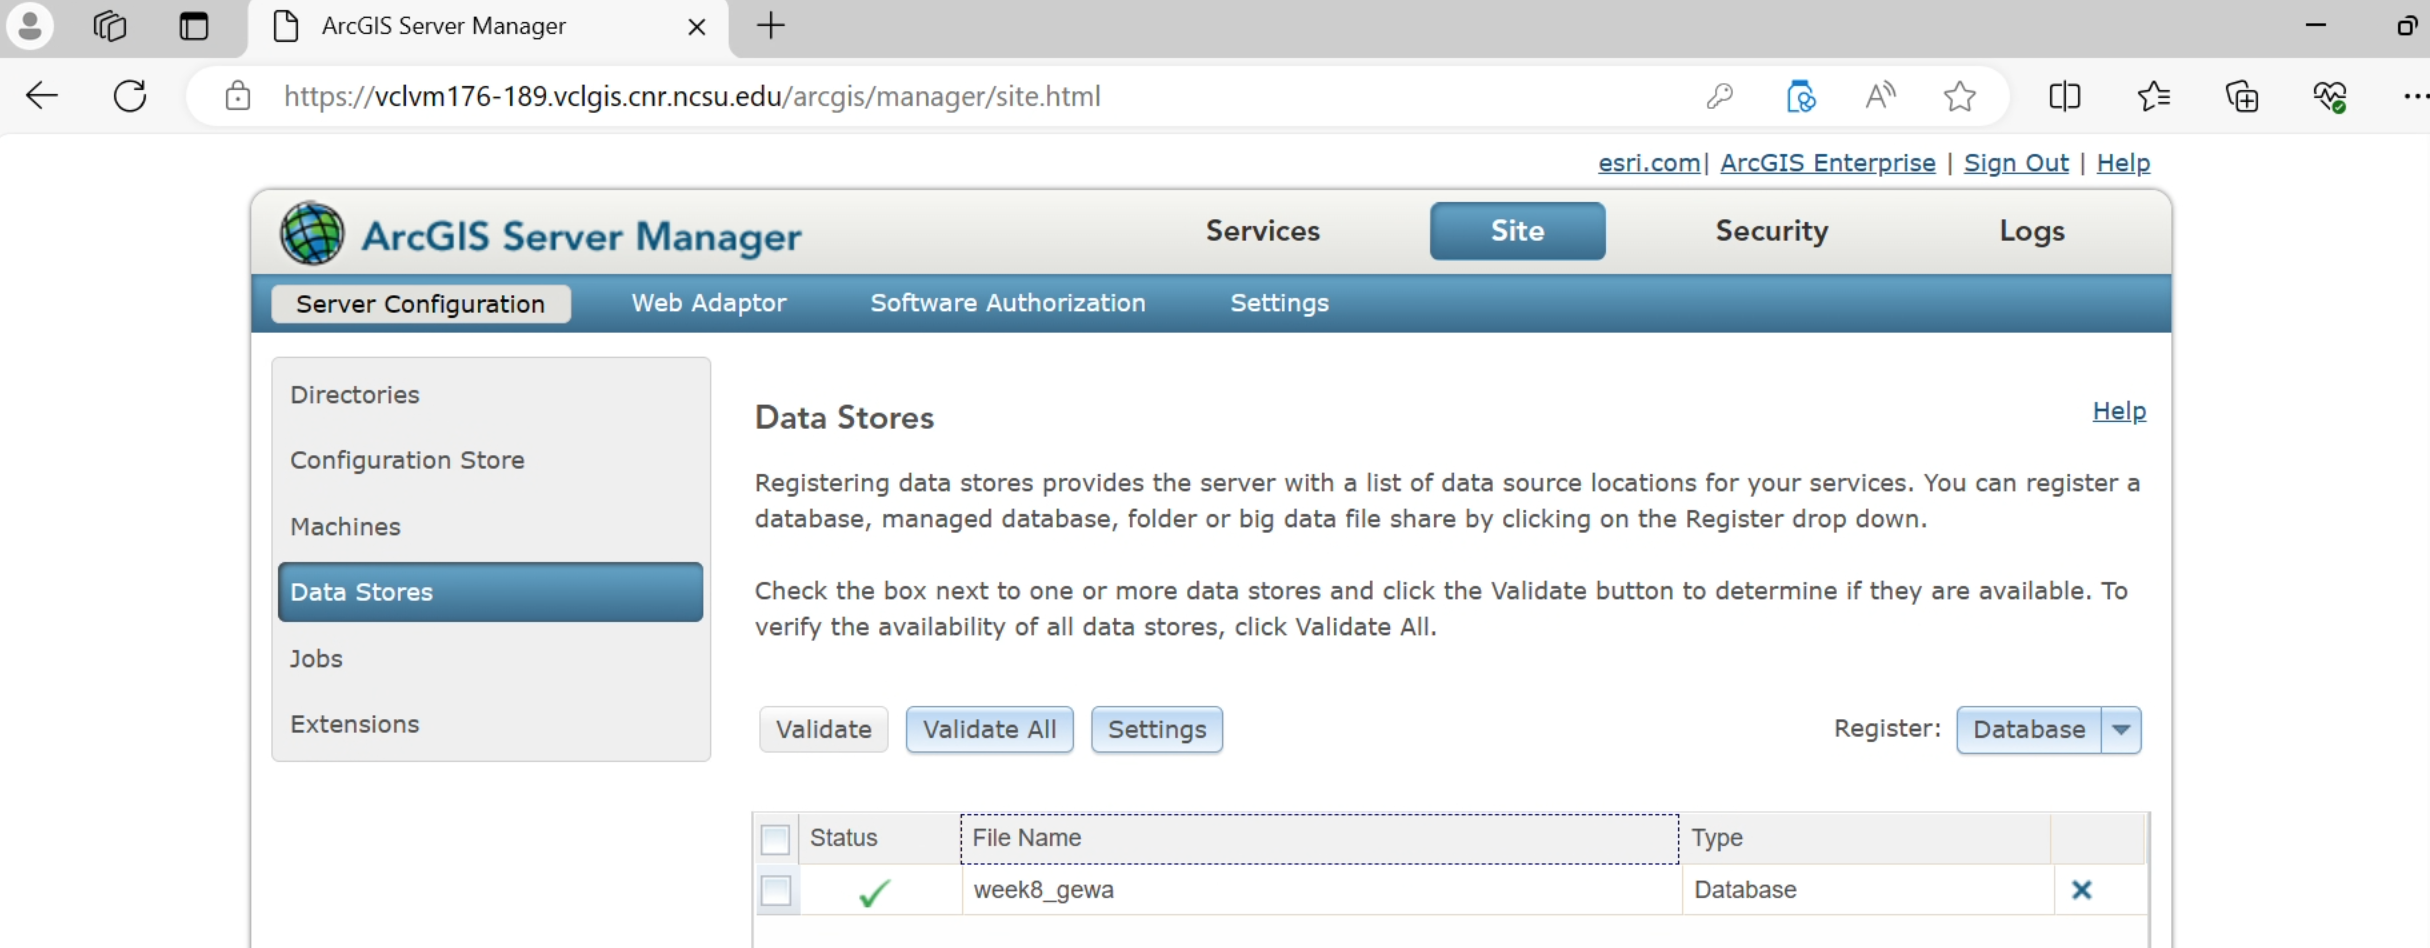 ArcGIS Server Manager
https://vclvm176-189.vclgis.cnr.ncsu.edu/arcgis/manager/site.html
esri.com| ArcGIS Enterprise | Sign Out | Help
ArcGIS Server Manager
Services Site Security Logs
Server Configuration Web Adaptor Software Authorization Settings
Directories
Configuration Store
Machines
Data Stores
Jobs
Extensions
Data Stores
Help
Registering data stores provides the server with a list of data source locations for your services. You can register a
database, managed database, folder or big data file share by clicking on the Register drop down.
Check the box next to one or more data stores and click the Validate button to determine if they are available. To
verify the availability of all data stores, click Validate All.
Validate Validate All Settings Register: Database
Status File Name Type
week8_gewa Database